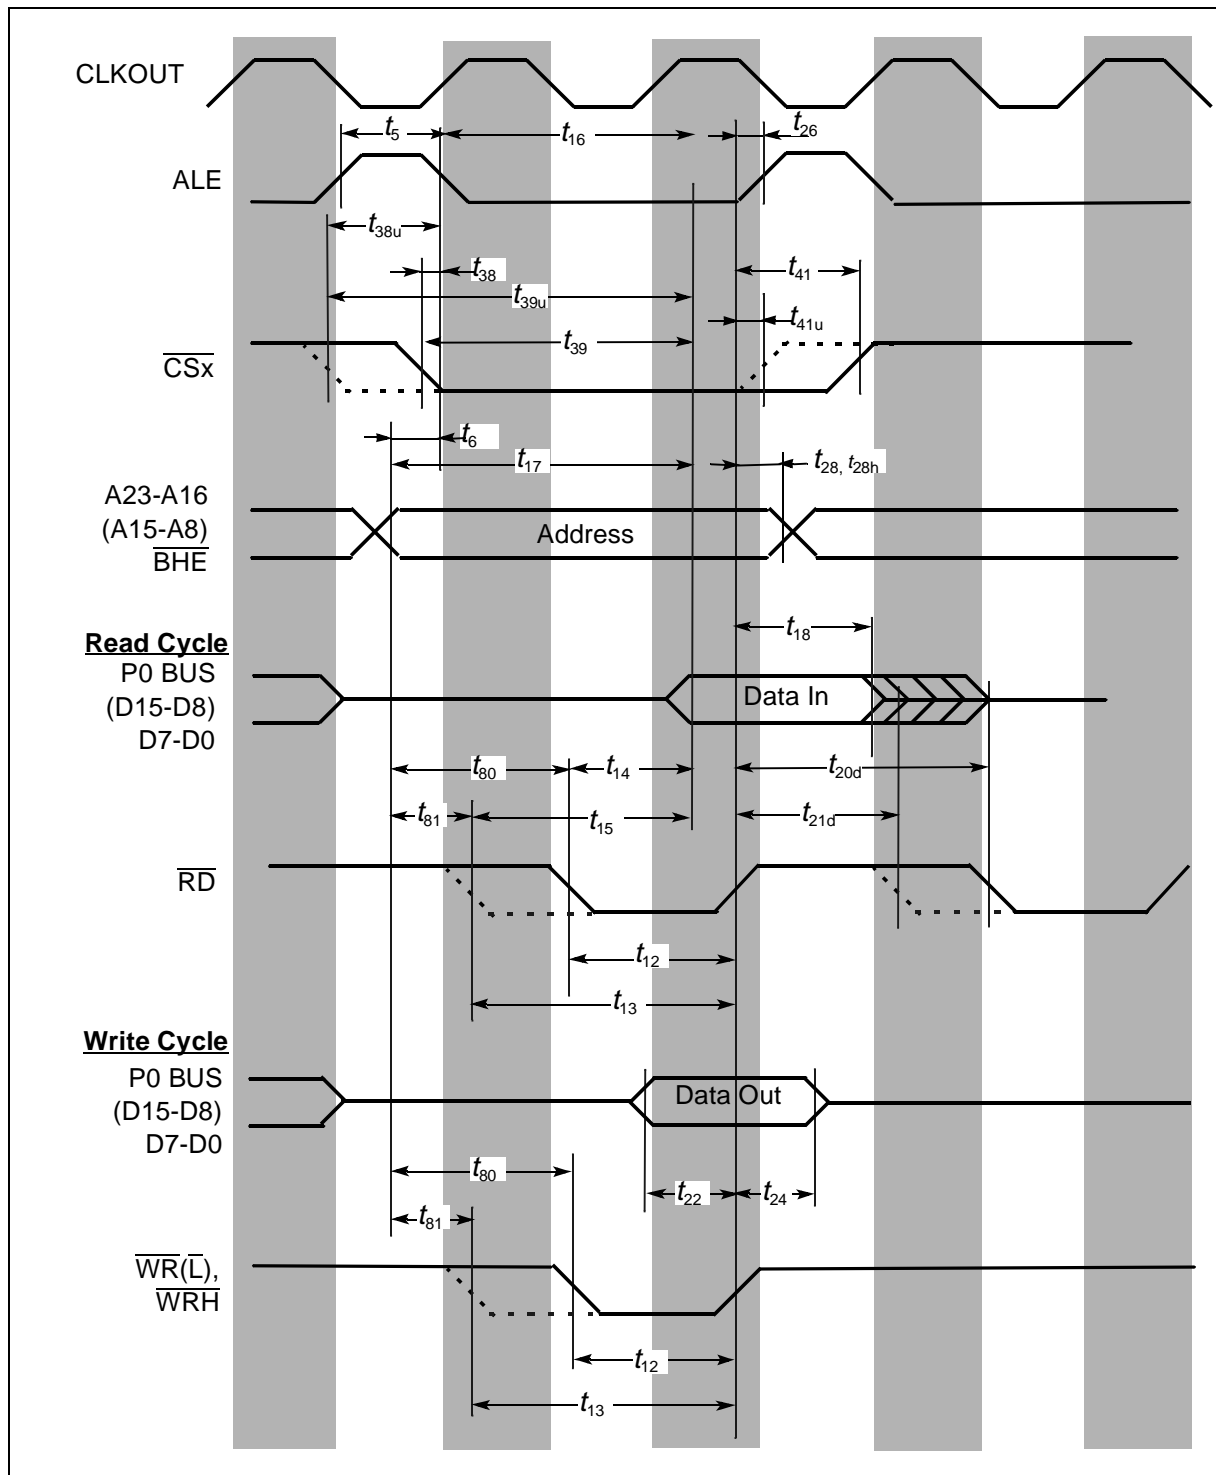 CLKOUT
t5
t16
t26
ALE
t38u
t38
t41
t39u
t41u
t39
CSx
t6
t17
t28, t28h
A23-A16
(A15-A8)
BHE
Address
t18
Read Cycle
P0 BUS
(D15-D8)
D7-D0
Data In
t80
t14
t20d
t81
t15
t21d
RD
t12
t13
Write Cycle
P0 BUS
(D15-D8)
D7-D0
Data Out
t80
t22
t24
t81
WR(L),
WRH
t12
t13